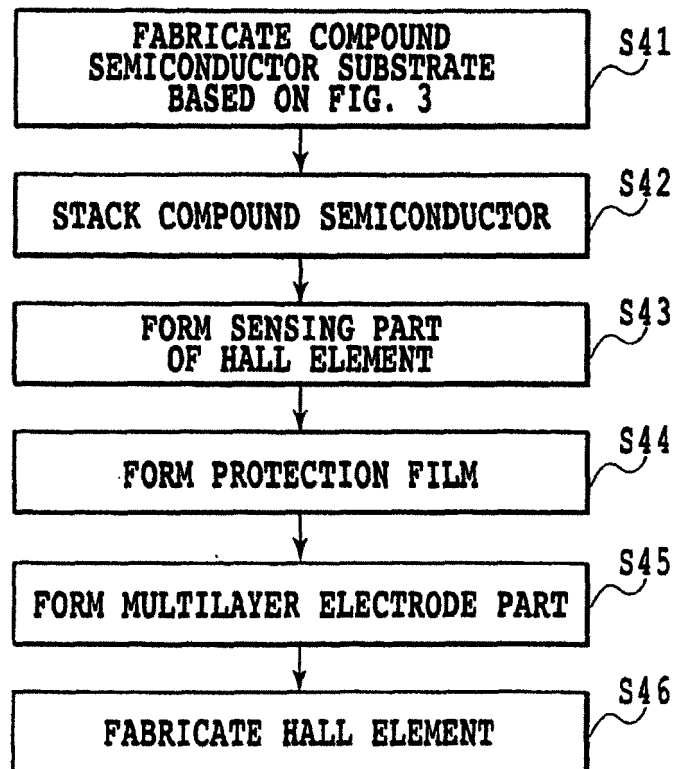 FABRICATE COMPOUND
SEMICONDUCTOR SUBSTRATE
BASED ON FIG. 3
S41
STACK COMPOUND SEMICONDUCTOR
S42
FORM SENSING PART
OF HALL ELEMENT
S43
FORM PROTECTION FILM
S44
FORM MULTILAYER ELECTRODE PART
S45
FABRICATE HALL ELEMENT
S46